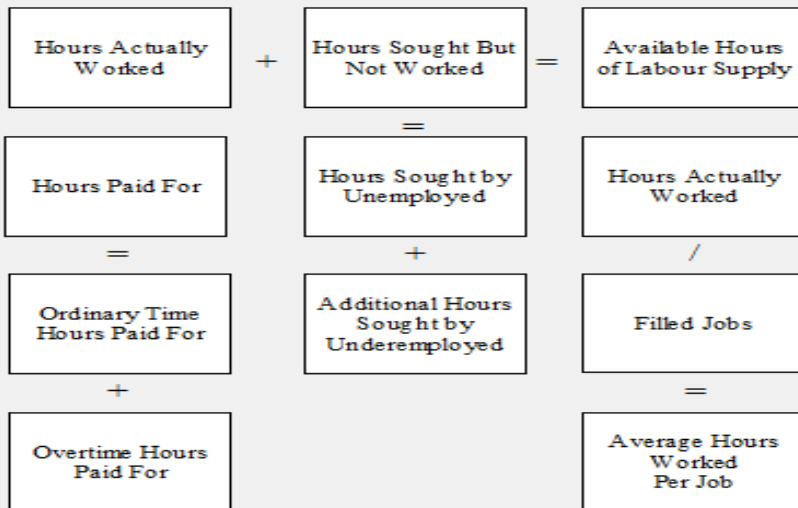 Hours Actually
Worked
+
Hours Sought But
Not Worked
=
Available Hours
of Labour Supply
=
Hours Paid For
Hours Sought by
Unemployed
Hours Actually
Worked
=
+
/
Ordinary Time
Hours Paid For
Additional Hours
Sought by
Underemployed
Filled Jobs
+
=
Overtime Hours
Paid For
Average Hours
Worked
Per Job